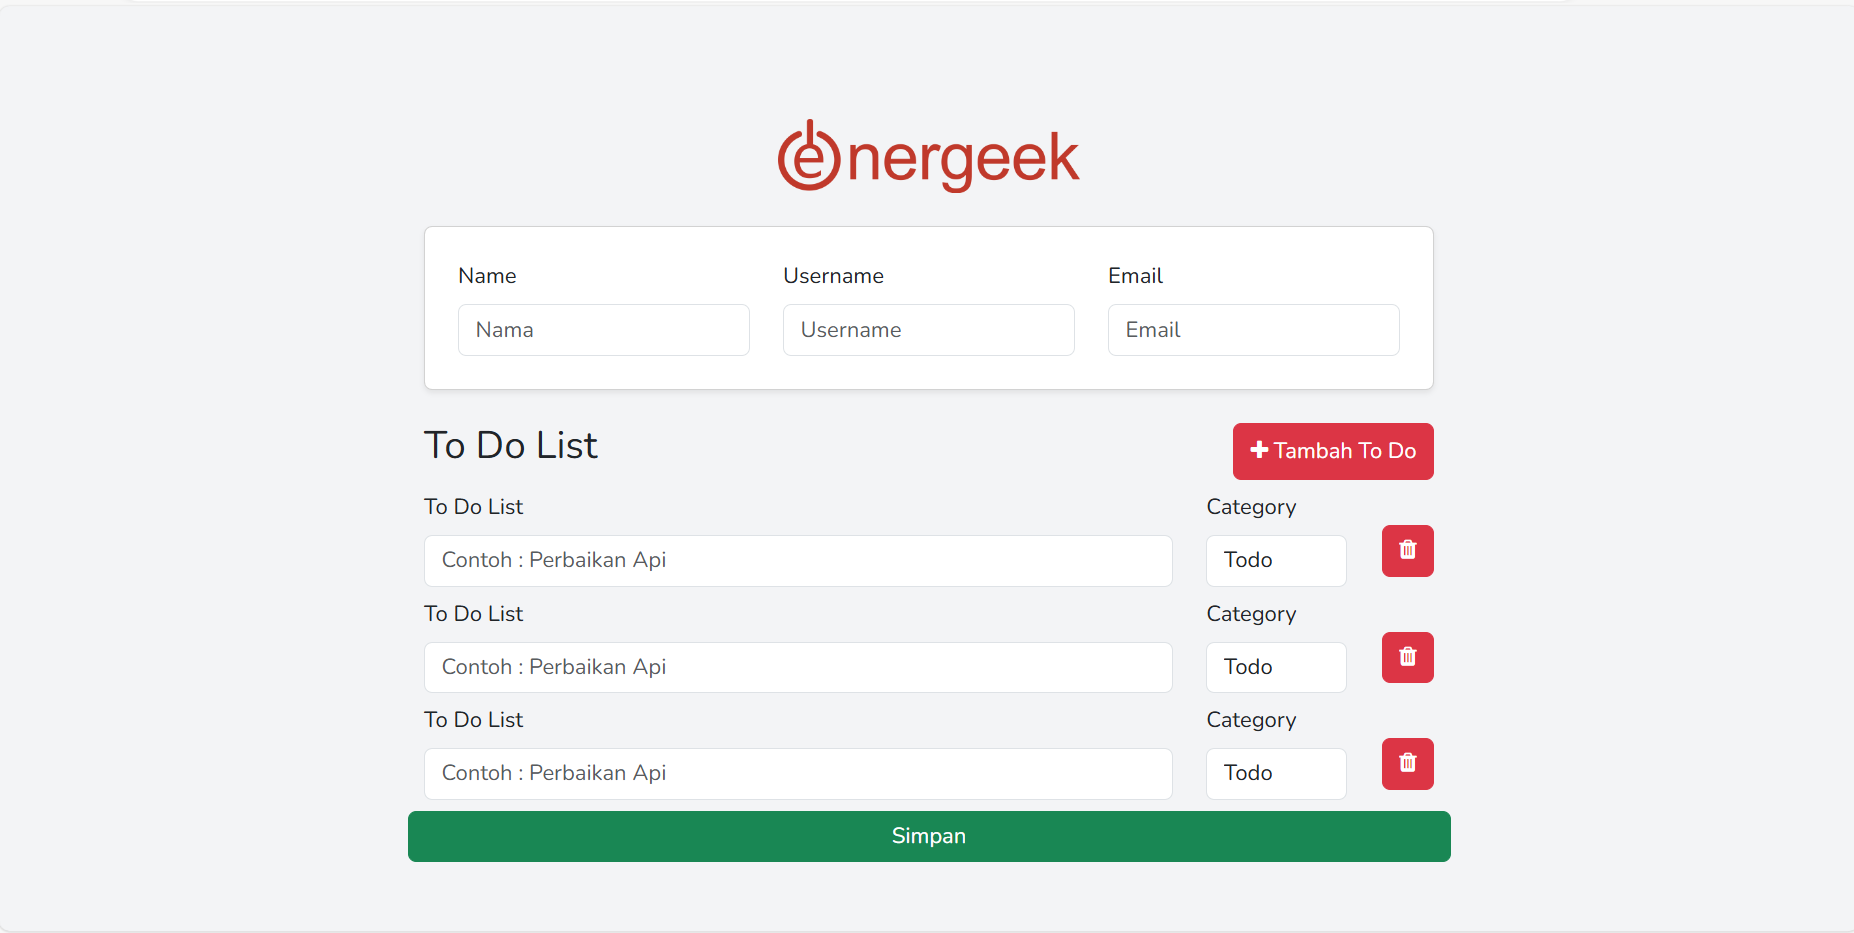 energeek
Name Username Email
Nama Username Email
To Do List Tambah To Do
To Do List Category
Contoh : Perbaikan Api Todo
To Do List Category
Contoh : Perbaikan Api Todo
To Do List Category
Contoh : Perbaikan Api Todo
Simpan